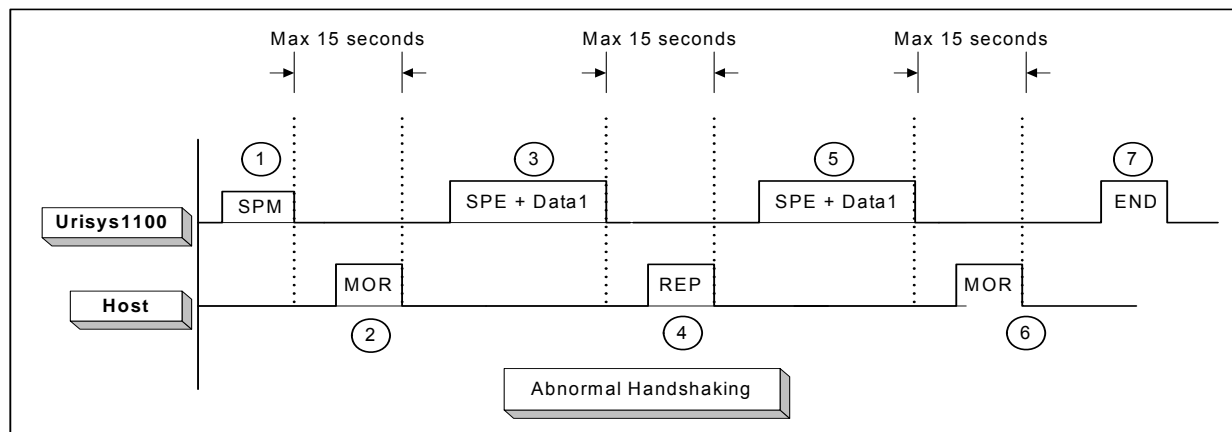 Max 15 seconds
Max 15 seconds
Max 15 seconds
1
3
5
7
SPM
SPE + Data1
SPE + Data1
END
Urisys1100
MOR
REP
MOR
Host
2
4
6
Abnormal Handshaking